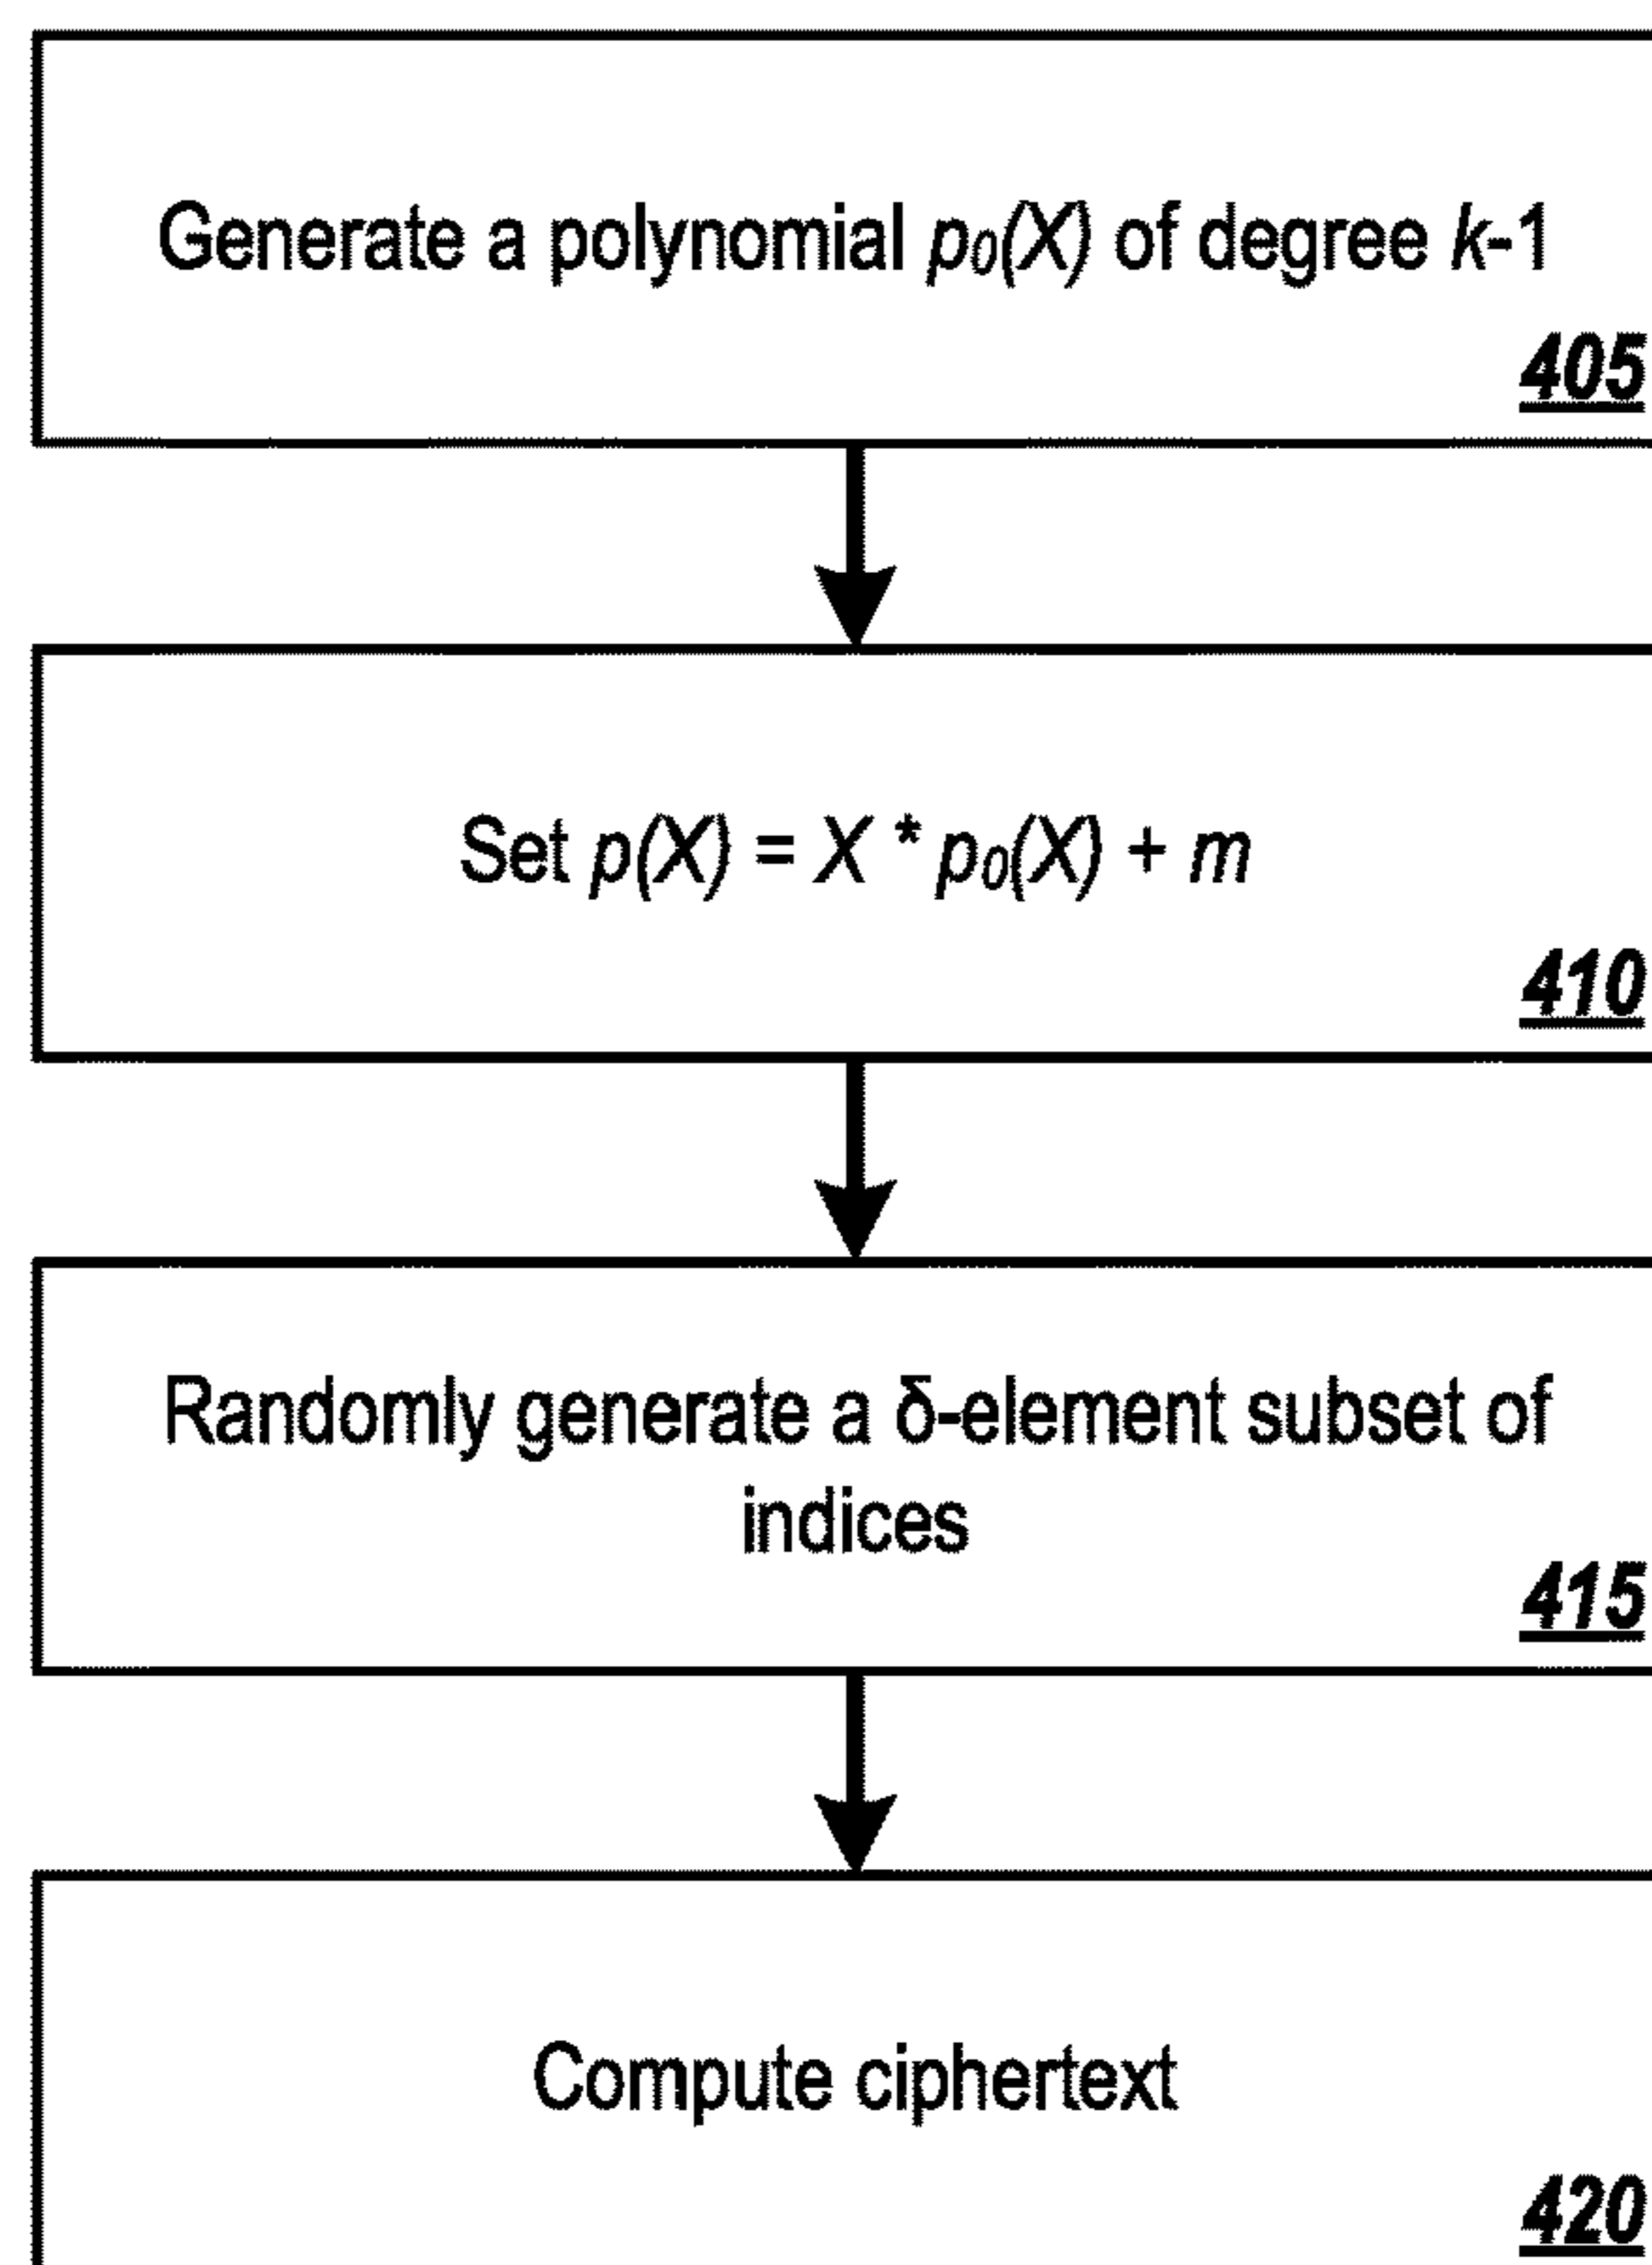 Generate a polynomial p₀(X) of degree k-1
405
Set p(X) = X * p₀(X) + m
410
Randomly generate a δ-element subset of
indices
415
Compute ciphertext
420